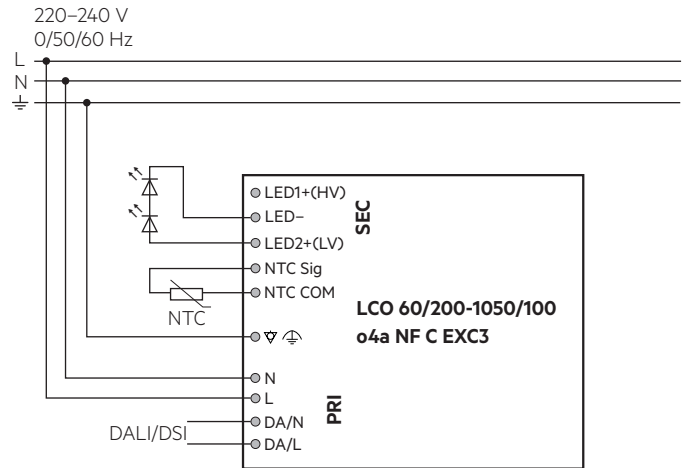 220–240 V
0/50/60 Hz
L
N
LED1+(HV)
LED–
LED2+(LV)
SEC
NTC Sig
NTC COM
NTC
LCO 60/200-1050/100
o4a NF C EXC3
N
L
PRI
DA/N
DALI/DSI
DA/L